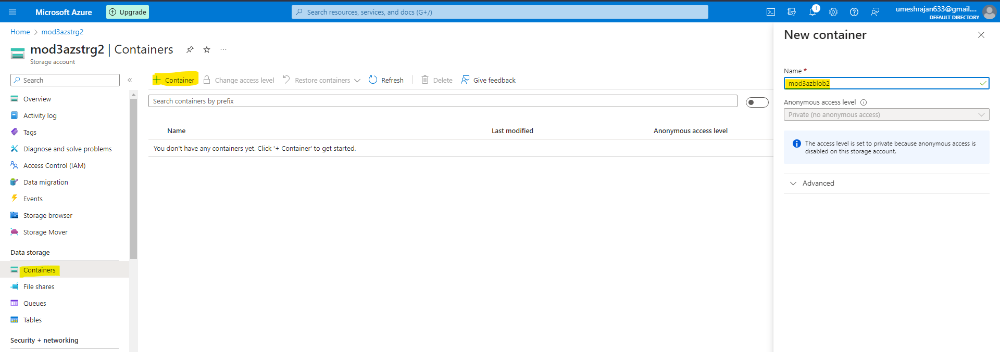 Microsoft Azure
Upgrade
Search resources, services, and docs (G+/)
1
umeshrajan633@gmail....
DEFAULT DIRECTORY
Home > mod3azstrg2
mod3azstrg2 | Containers
...
Storage account
Search
«
Overview
Activity log
Tags
Diagnose and solve problems
Access Control (IAM)
Data migration
Events
Storage browser
Storage Mover
Data storage
Containers
File shares
Queues
Tables
Security + networking
+ Container
Change access level
Restore containers
Refresh
Delete
Give feedback
Search containers by prefix
Name
Last modified
Anonymous access level
You don't have any containers yet. Click '+ Container' to get started.
New container
Name *
mod3azblob2
Anonymous access level
Private (no anonymous access)
The access level is set to private because anonymous access is
disabled on this storage account.
Advanced